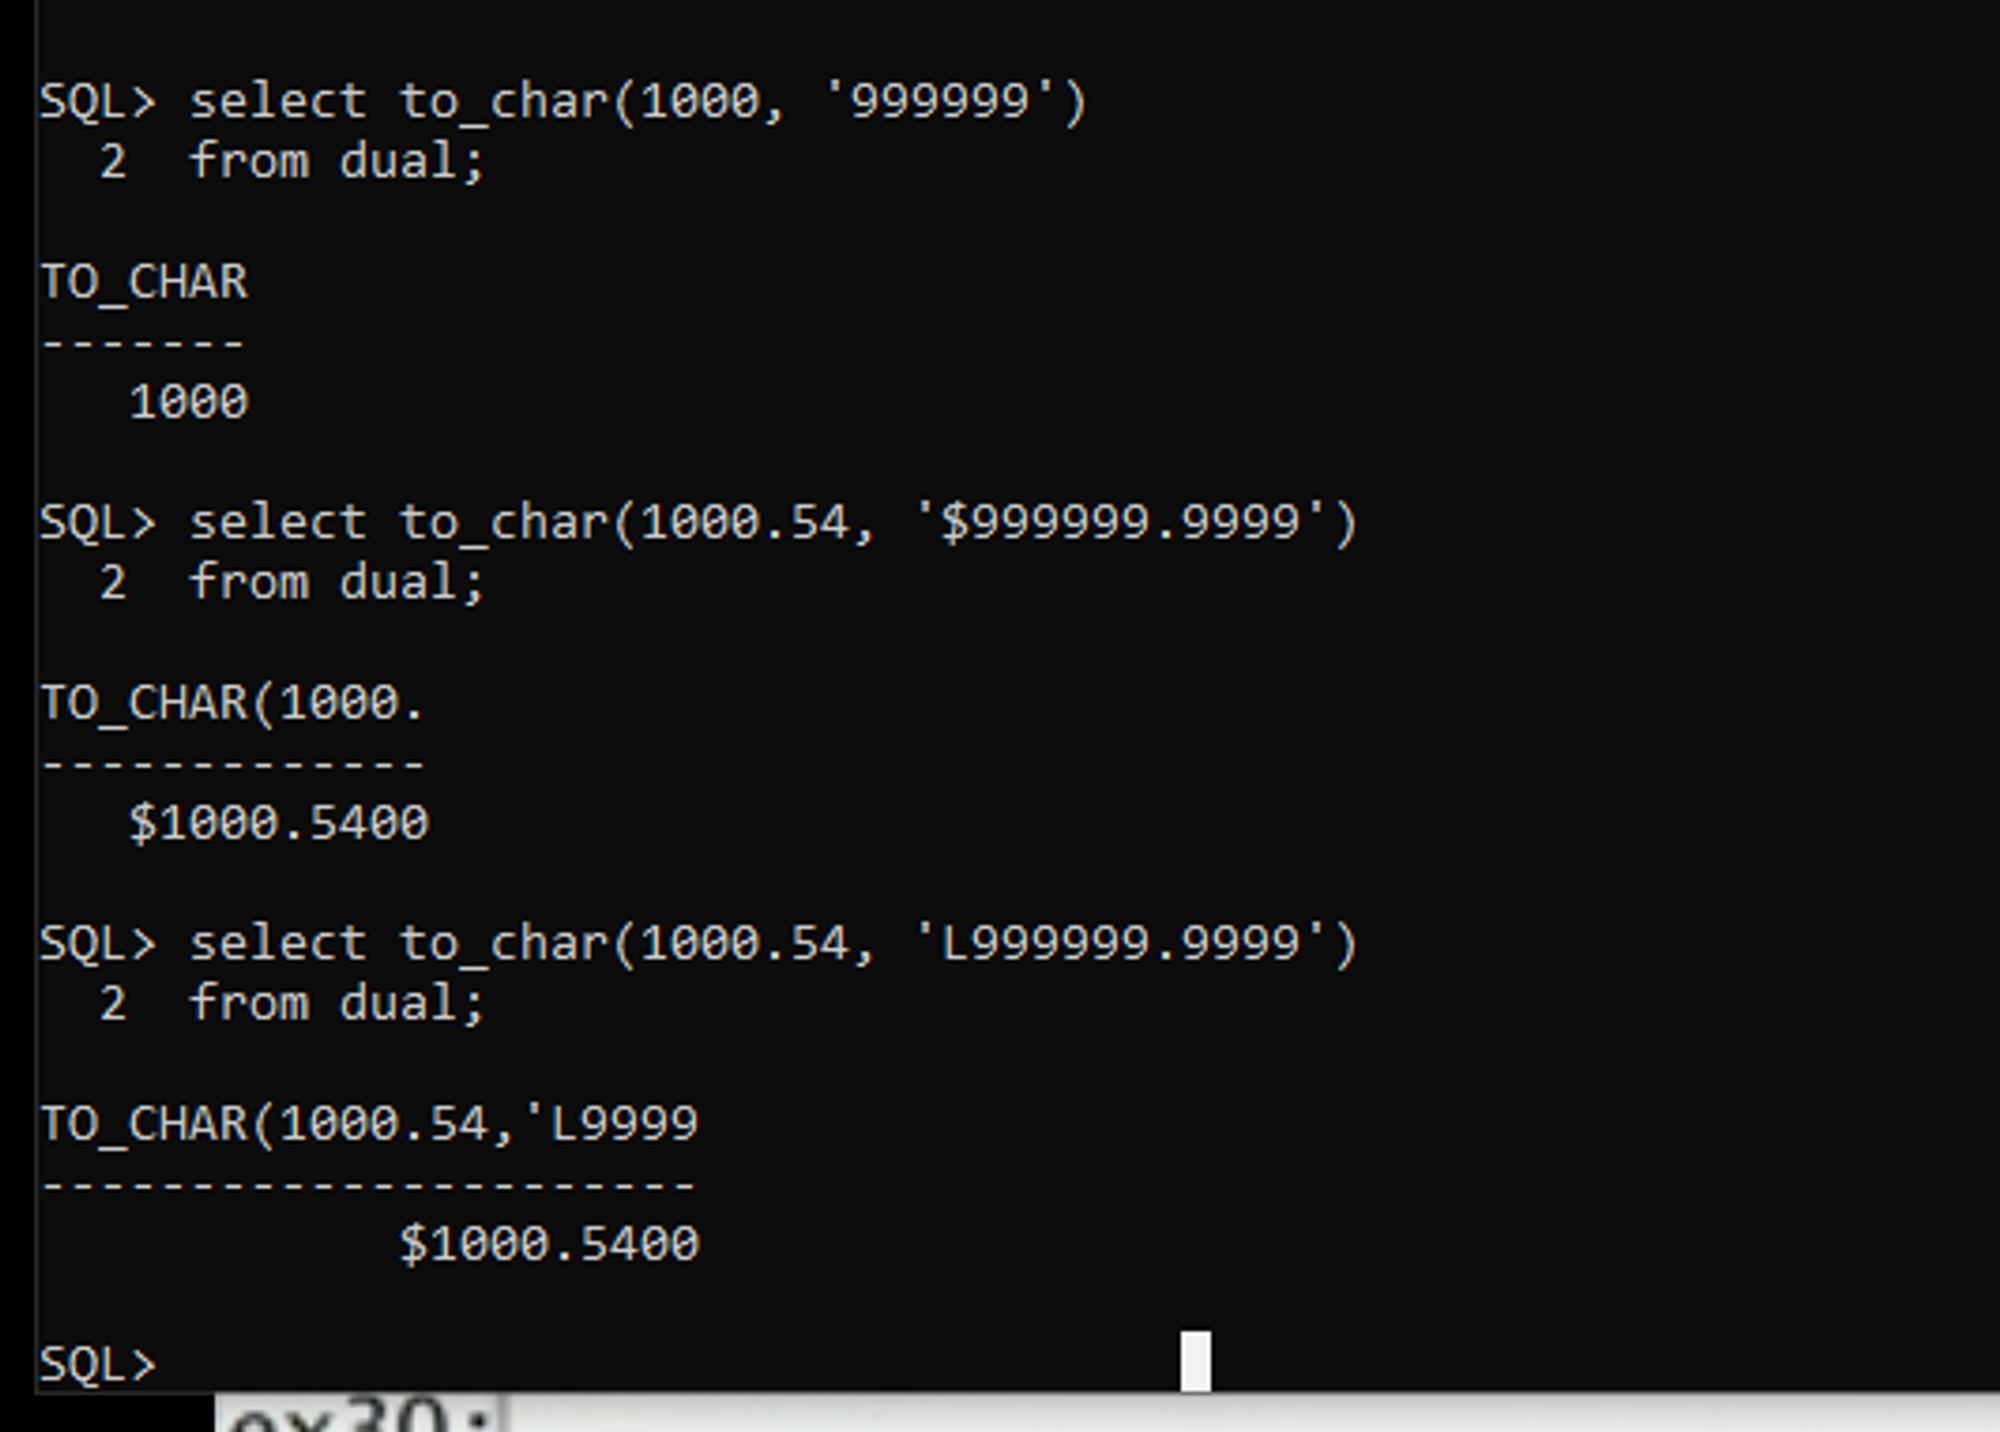 SQL> select to_char(1000, '999999')
  2  from dual;
TO_CHAR
-------
   1000
SQL> select to_char(1000.54, '$999999.9999')
  2  from dual;
TO_CHAR(1000.
-------------
   $1000.5400
SQL> select to_char(1000.54, 'L999999.9999')
  2  from dual;
TO_CHAR(1000.54,'L9999
----------------------
            $1000.5400
SQL>
ex30: